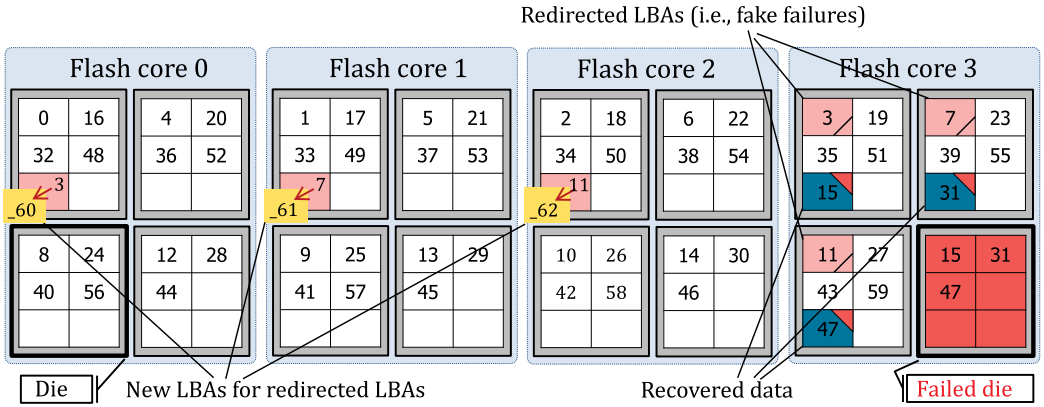 Redirected LBAs (i.e., fake failures)
Flash core 0 Flash core 1 Flash core 2 Flash core 3
0 16 4 20 1 17 5 21 2 18 6 22 3 19 7 23
32 48 36 52 33 49 37 53 34 50 38 54 35 51 39 55
3 7 11 15 31
_60 _61 _62
8 24 12 28 9 25 13 29 10 26 14 30 11 27 15 31
40 56 44 41 57 45 42 58 46 43 59 47
47
Die New LBAs for redirected LBAs Recovered data Failed die